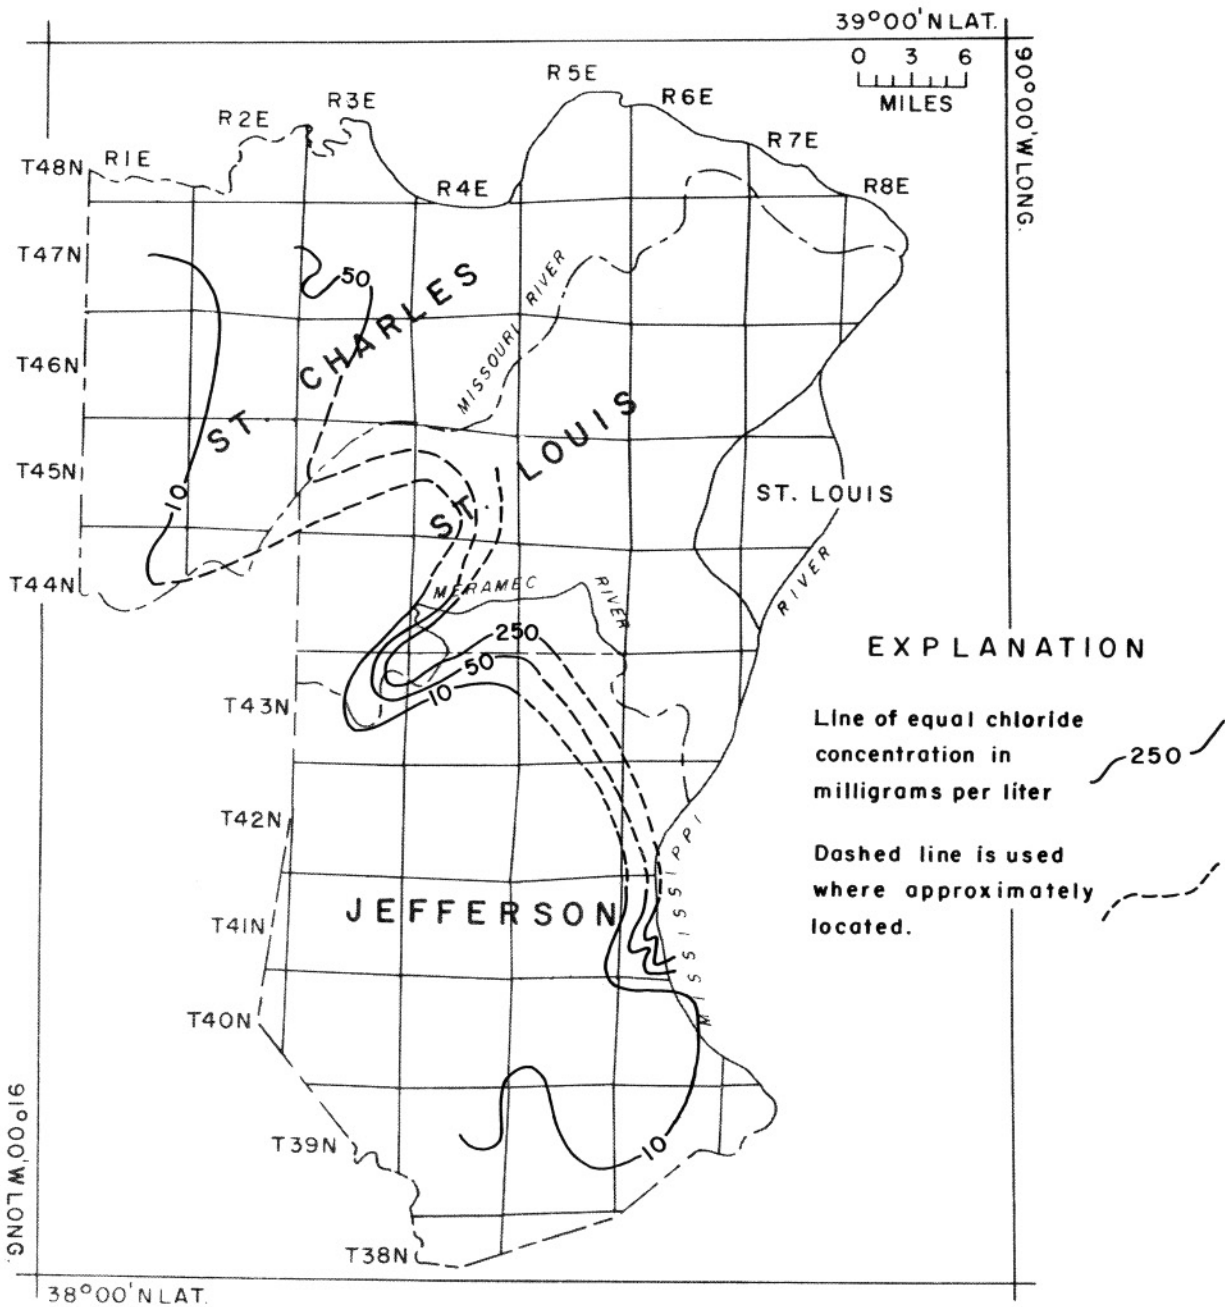 39°00'N LAT.
0 3 6
MILES
90°00'W LONG.
R5E
R6E
R3E
R2E
R7E
R1E
T48N
R4E
R8E
T47N
50
ST. CHARLES
MISSOURI RIVER
T46N
ST. LOUIS
T45N
10
ST. LOUIS
T44N
MERAMEC RIVER
RIVER
250
50
10
T43N
EXPLANATION
Line of equal chloride
concentration in
milligrams per liter
250
T42N
MISSISSIPPI
Dashed line is used
where approximately
located.
JEFFERSON
T41N
T40N
91°00'W LONG.
T39N
10
T38N
38°00'N LAT.